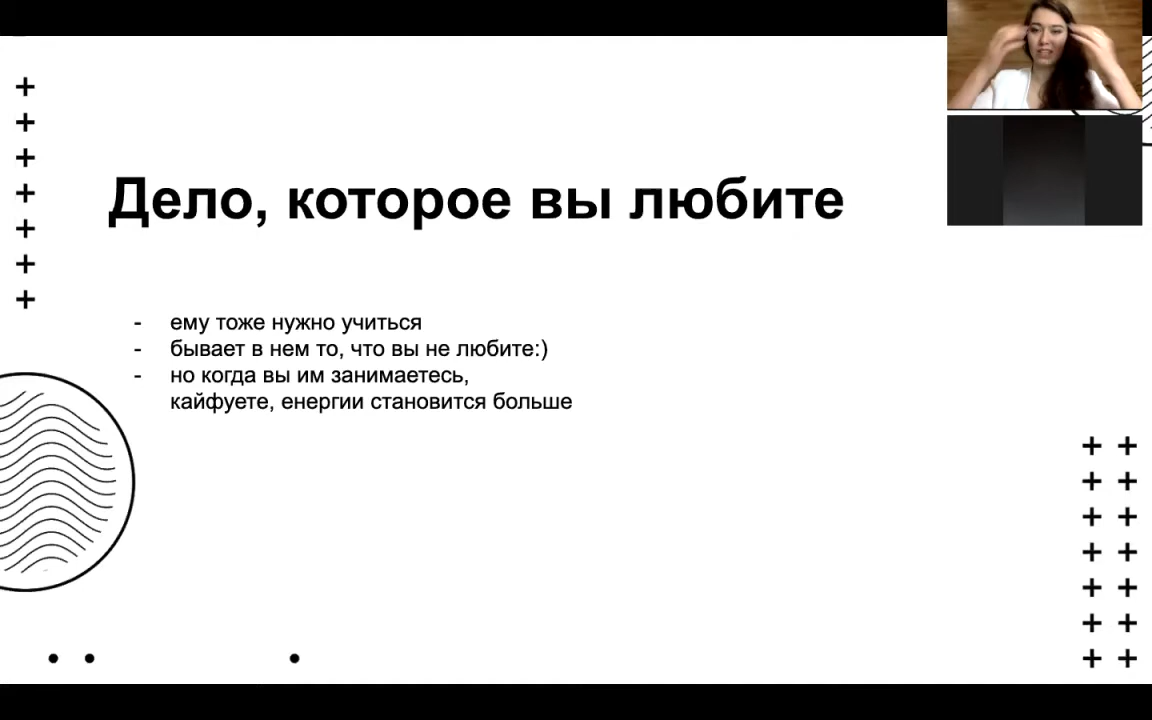 Дело, которое вы любите
- ему тоже нужно учиться
- бывает в нем то, что вы не любите:)
- но когда вы им занимаетесь,
кайфуете, енергии становится больше